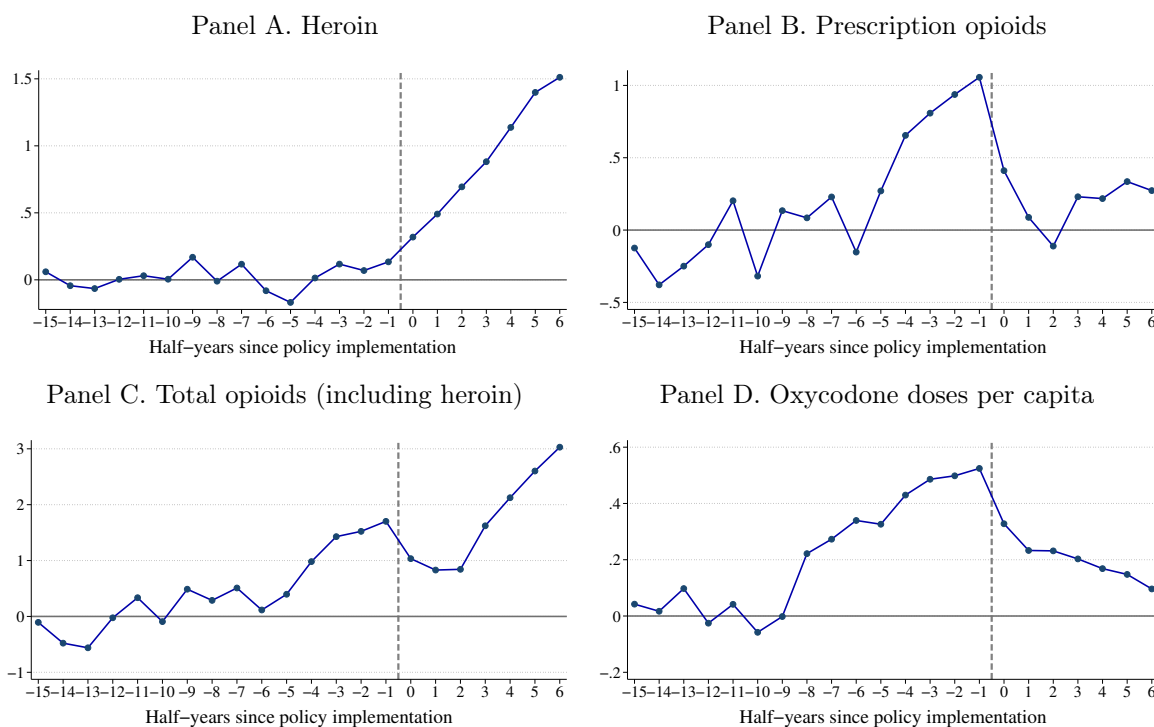 Panel A. Heroin
1.5
1
.5
0
−15 −14 −13 −12 −11 −10 −9 −8 −7 −6 −5 −4 −3 −2 −1 0 1 2 3 4 5 6
Half−years since policy implementation
Panel B. Prescription opioids
1
.5
0
−.5
−15 −14 −13 −12 −11 −10 −9 −8 −7 −6 −5 −4 −3 −2 −1 0 1 2 3 4 5 6
Half−years since policy implementation
Panel C. Total opioids (including heroin)
3
2
1
0
−1
−15 −14 −13 −12 −11 −10 −9 −8 −7 −6 −5 −4 −3 −2 −1 0 1 2 3 4 5 6
Half−years since policy implementation
Panel D. Oxycodone doses per capita
.6
.4
.2
0
−.2
−15 −14 −13 −12 −11 −10 −9 −8 −7 −6 −5 −4 −3 −2 −1 0 1 2 3 4 5 6
Half−years since policy implementation